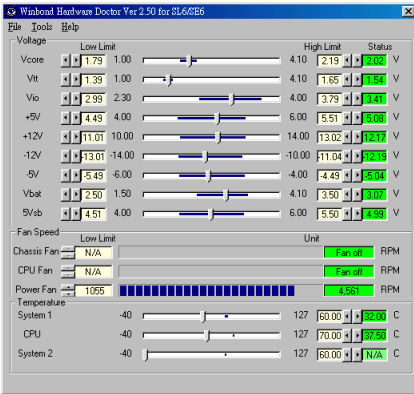 Winbond Hardware Doctor Ver 2.50 for SL6/SE6
File Tools Help
Voltage
Low Limit High Limit Status
Vcore 1.79 1.00 4.10 2.19 2.02 V
Vtt 1.39 1.00 4.10 1.65 1.54 V
Vio 2.99 2.30 4.00 3.79 3.41 V
+5V 4.49 4.00 6.00 5.51 5.08 V
+12V 11.01 10.00 14.00 13.02 12.17 V
-12V -13.01 -14.00 -10.00 -11.04 -12.19 V
-5V -5.49 -6.00 -4.00 -4.49 -5.04 V
Vbat 2.50 1.50 4.10 3.50 3.07 V
5Vsb 4.51 4.00 6.00 5.50 4.99 V
Fan Speed
Low Limit Unit
Chassis Fan N/A Fan off RPM
CPU Fan N/A Fan off RPM
Power Fan 1055 4,561 RPM
Temperature
System 1 -40 127 60.00 32.00 C
CPU -40 127 70.00 37.50 C
System 2 -40 127 60.00 N/A C